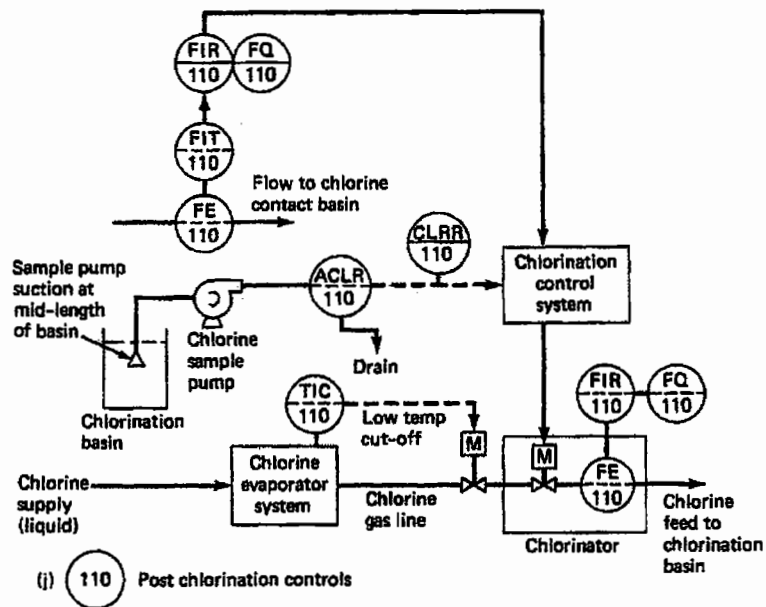 FIR
110
FQ
110
FIT
110
FE
110
Flow to chlorine
contact basin
CLRR
110
Sample pump
suction at
mid-length
of basin
C
Chlorine
sample
pump
ACLR
110
Drain
Chlorination
control
system
Chlorination
basin
TIC
110
Low temp
cut-off
M
M
FIR
110
FQ
110
Chlorine
supply
(liquid)
Chlorine
evaporator
system
Chlorine
gas line
FE
110
Chlorinator
Chlorine
feed to
chlorination
basin
(j) 110 Post chlorination controls